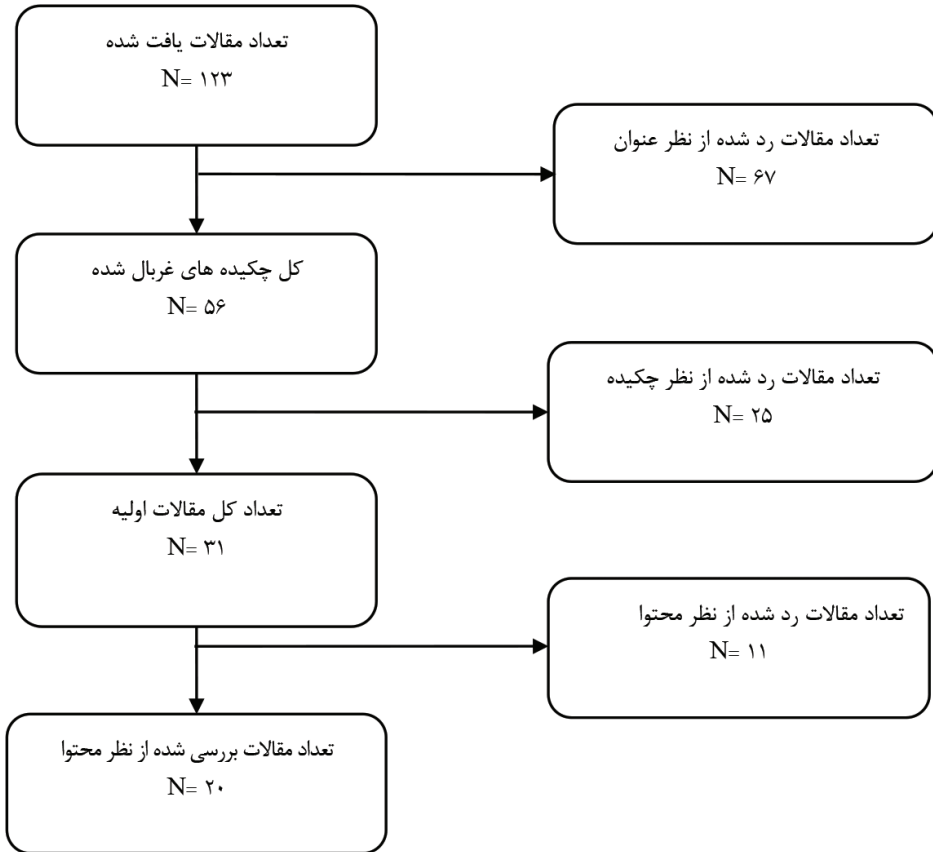 تعداد مقالات یافت شده
N= ۱۲۳
تعداد مقالات رد شده از نظر عنوان
N= ۶۷
کل چکیده های غربال شده
N= ۵۶
تعداد مقالات رد شده از نظر چکیده
N= ۲۵
تعداد کل مقالات اولیه
N= ۳۱
تعداد مقالات رد شده از نظر محتوا
N= ۱۱
تعداد مقالات بررسی شده از نظر محتوا
N= ۲۰